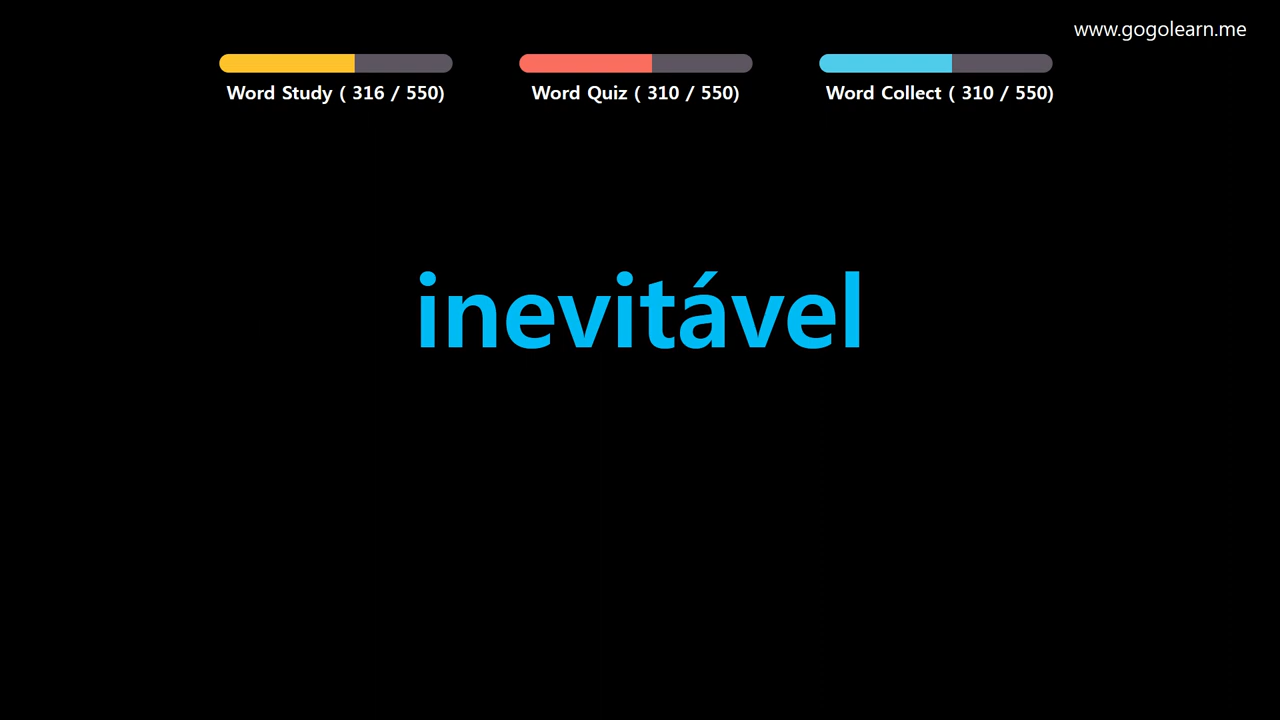 www.gogolearn.me
Word Study ( 316 / 550)
Word Quiz ( 310 / 550)
Word Collect ( 310 / 550)
inevitável